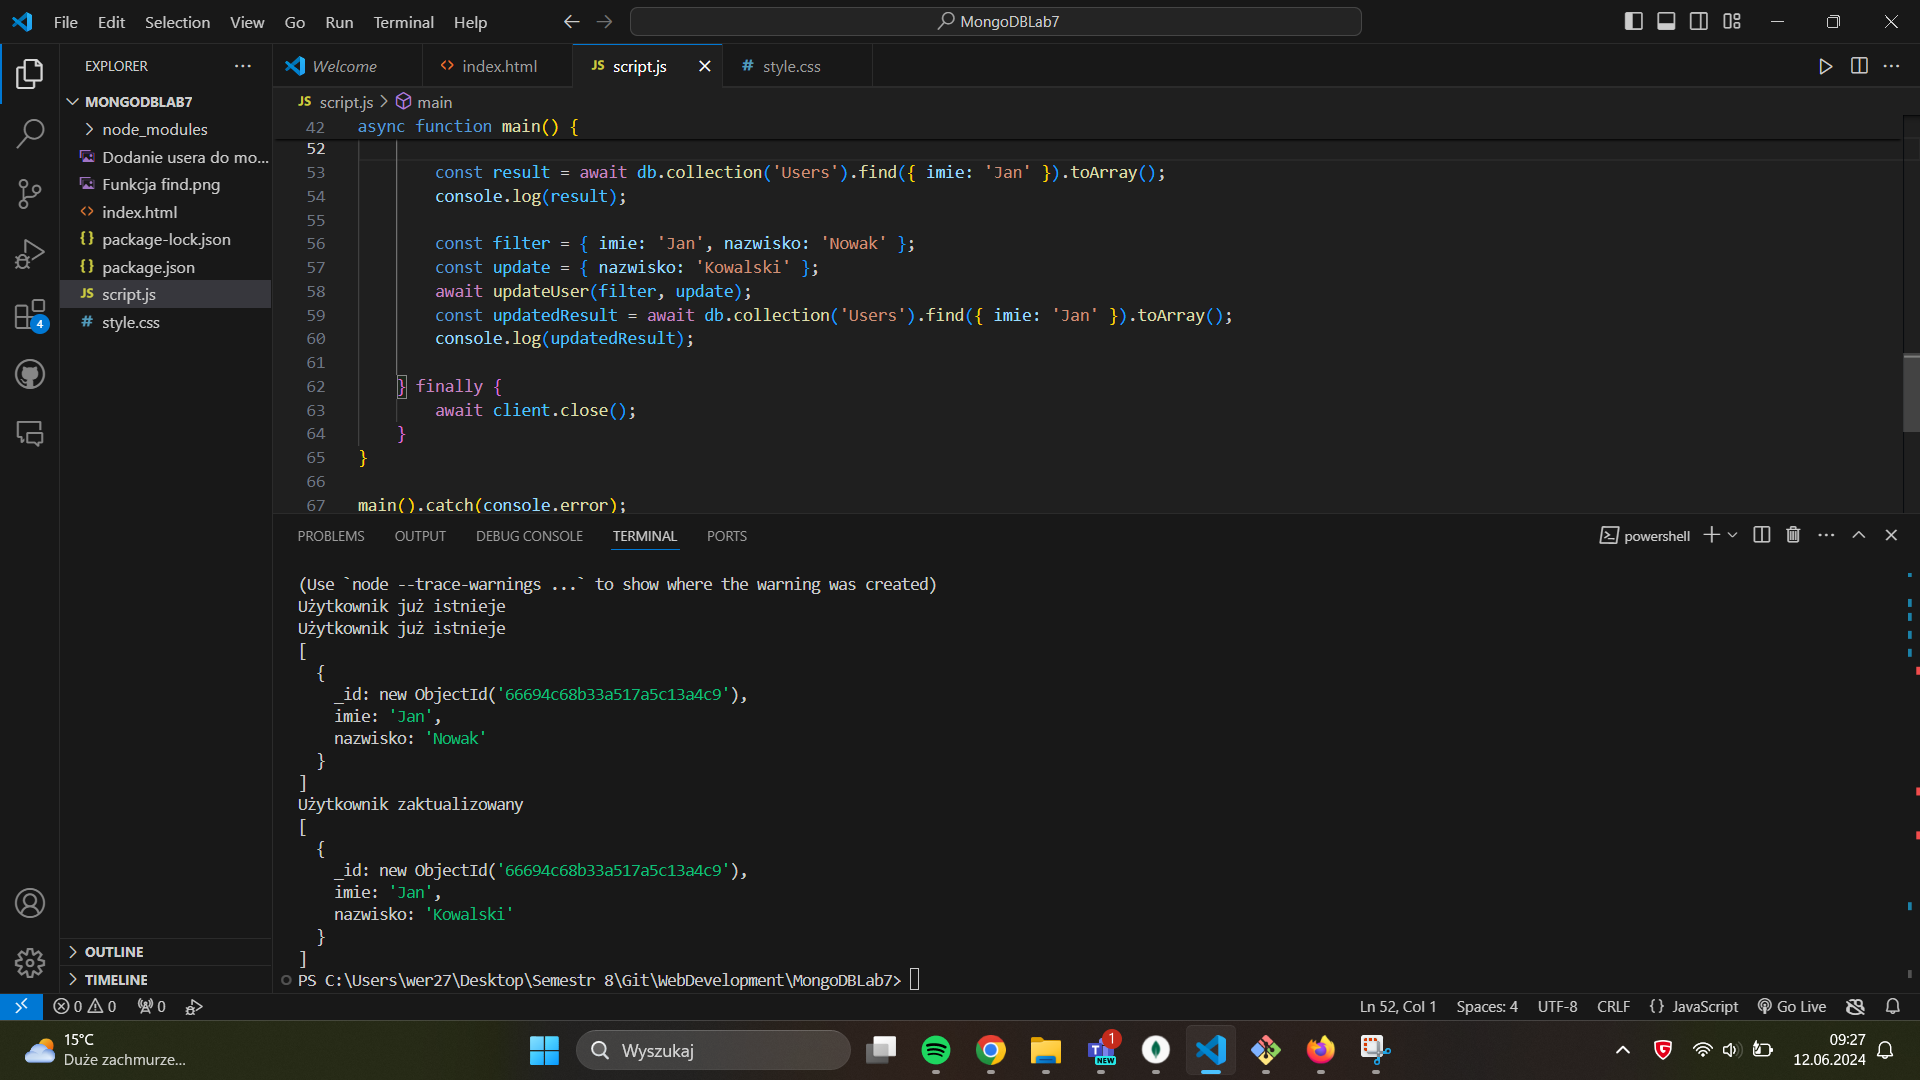 File Edit Selection View Go Run Terminal Help
MongoDBLab7
EXPLORER
MONGODBLAB7
node_modules
Dodanie usera do mo...
Funkcja find.png
index.html
package-lock.json
package.json
script.js
style.css
4
OUTLINE
TIMELINE
Welcome
index.html
JS script.js
# style.css
JS script.js > main
42 async function main() {
52
53 const result = await db.collection('Users').find({ imie: 'Jan' }).toArray();
54 console.log(result);
55
56 const filter = { imie: 'Jan', nazwisko: 'Nowak' };
57 const update = { nazwisko: 'Kowalski' };
58 await updateUser(filter, update);
59 const updatedResult = await db.collection('Users').find({ imie: 'Jan' }).toArray();
60 console.log(updatedResult);
61
62 } finally {
63 await client.close();
64 }
65 }
66
67 main().catch(console.error);
PROBLEMS OUTPUT DEBUG CONSOLE TERMINAL PORTS
powershell
(Use `node --trace-warnings ...` to show where the warning was created)
Użytkownik już istnieje
Użytkownik już istnieje
[
{
_id: new ObjectId('66694c68b33a517a5c13a4c9'),
imie: 'Jan',
nazwisko: 'Nowak'
}
]
Użytkownik zaktualizowany
[
{
_id: new ObjectId('66694c68b33a517a5c13a4c9'),
imie: 'Jan',
nazwisko: 'Kowalski'
}
]
PS C:\Users\wer27\Desktop\Semestr 8\Git\WebDevelopment\MongoDBLab7>
0 0 0
Ln 52, Col 1 Spaces: 4 UTF-8 CRLF {} JavaScript Go Live
15°C
Duże zachmurze...
Wyszukaj
1
NEW
09:27
12.06.2024